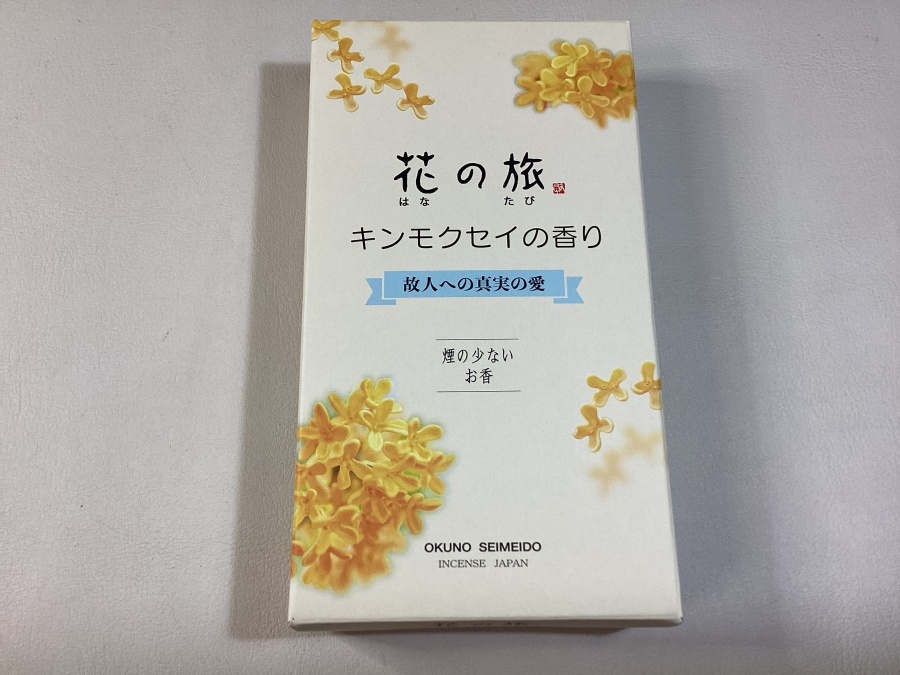 花の旅
はな たび
キンモクセイの香り
故人への真実の愛
煙の少ない
お香
OKUNO SEIMEIDO
INCENSE JAPAN